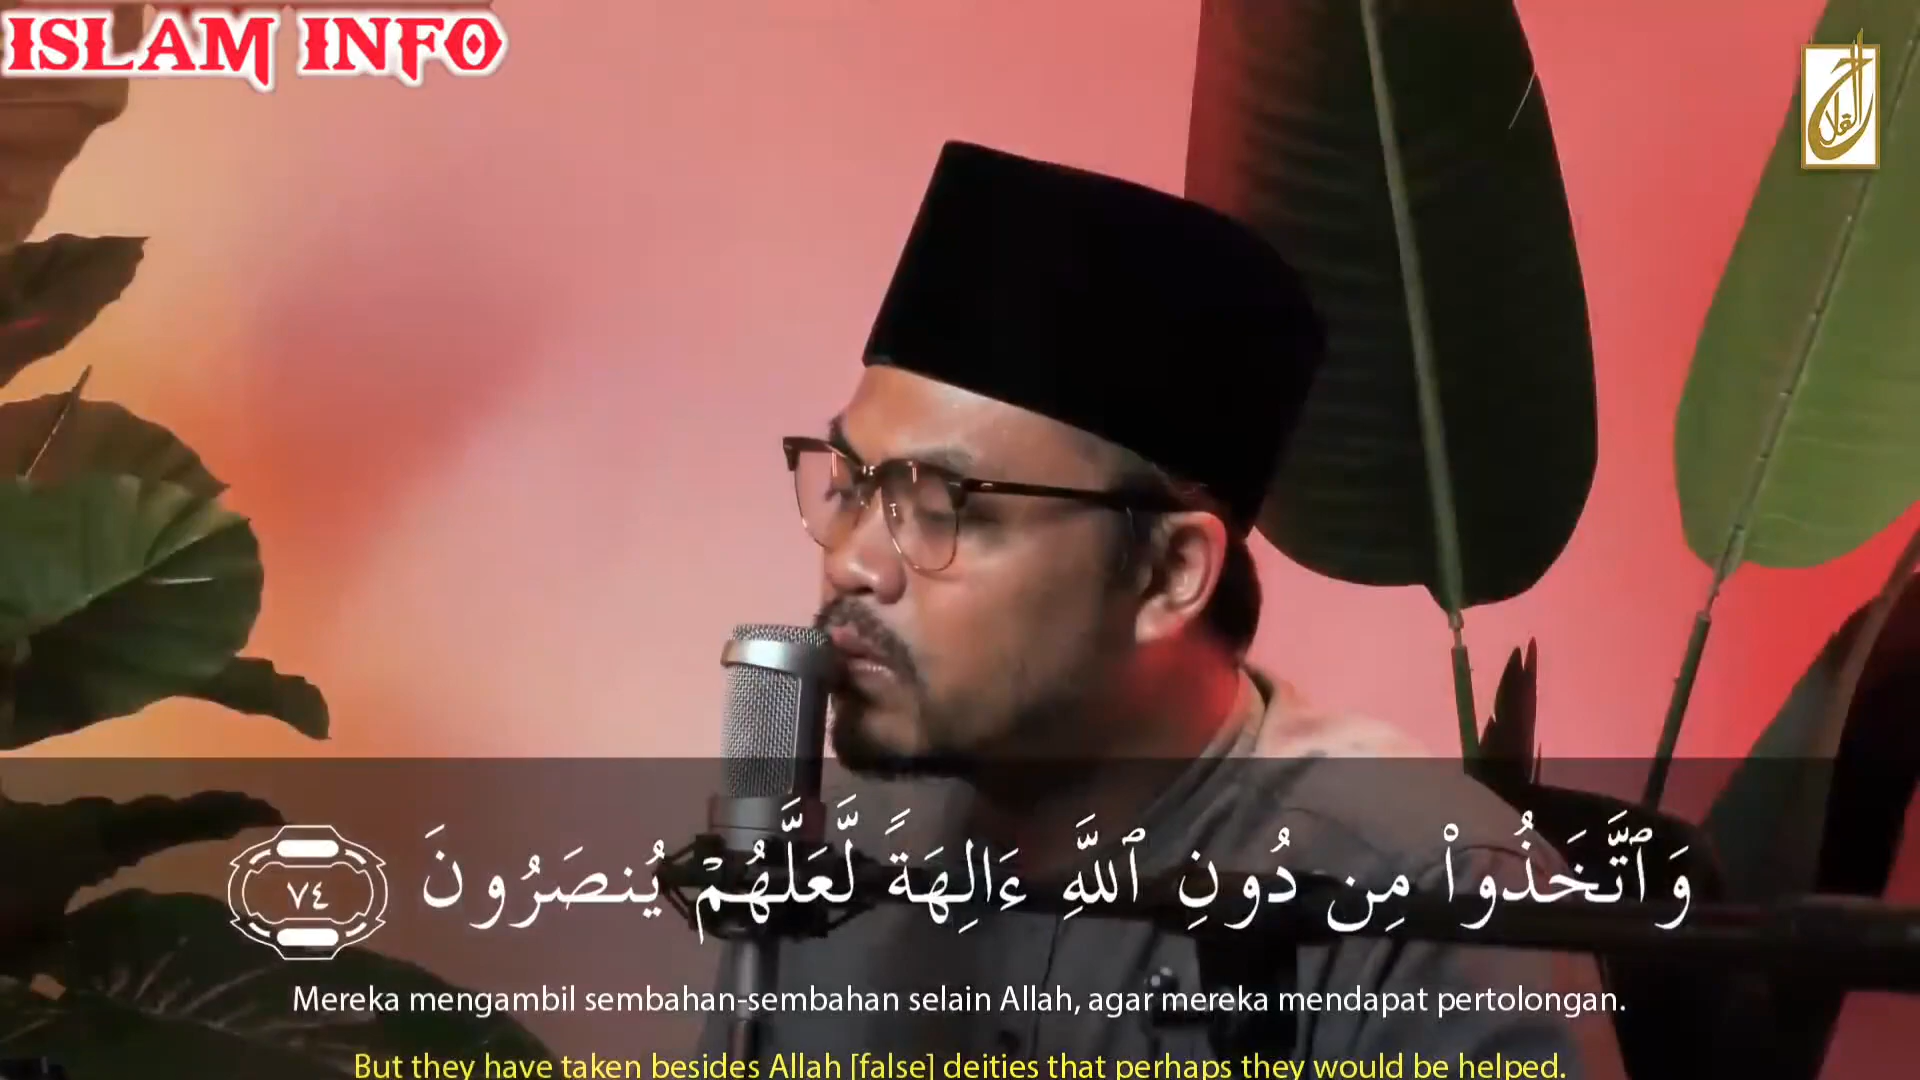 ISLAM INFO
القلاح
وَٱتَّخَذُوا۟ مِن دُونِ ٱللَّهِ ءَالِهَةً لَّعَلَّهُمْ يُنصَرُونَ ٧٤
Mereka mengambil sembahan-sembahan selain Allah, agar mereka mendapat pertolongan.
But they have taken besides Allah [false] deities that perhaps they would be helped.